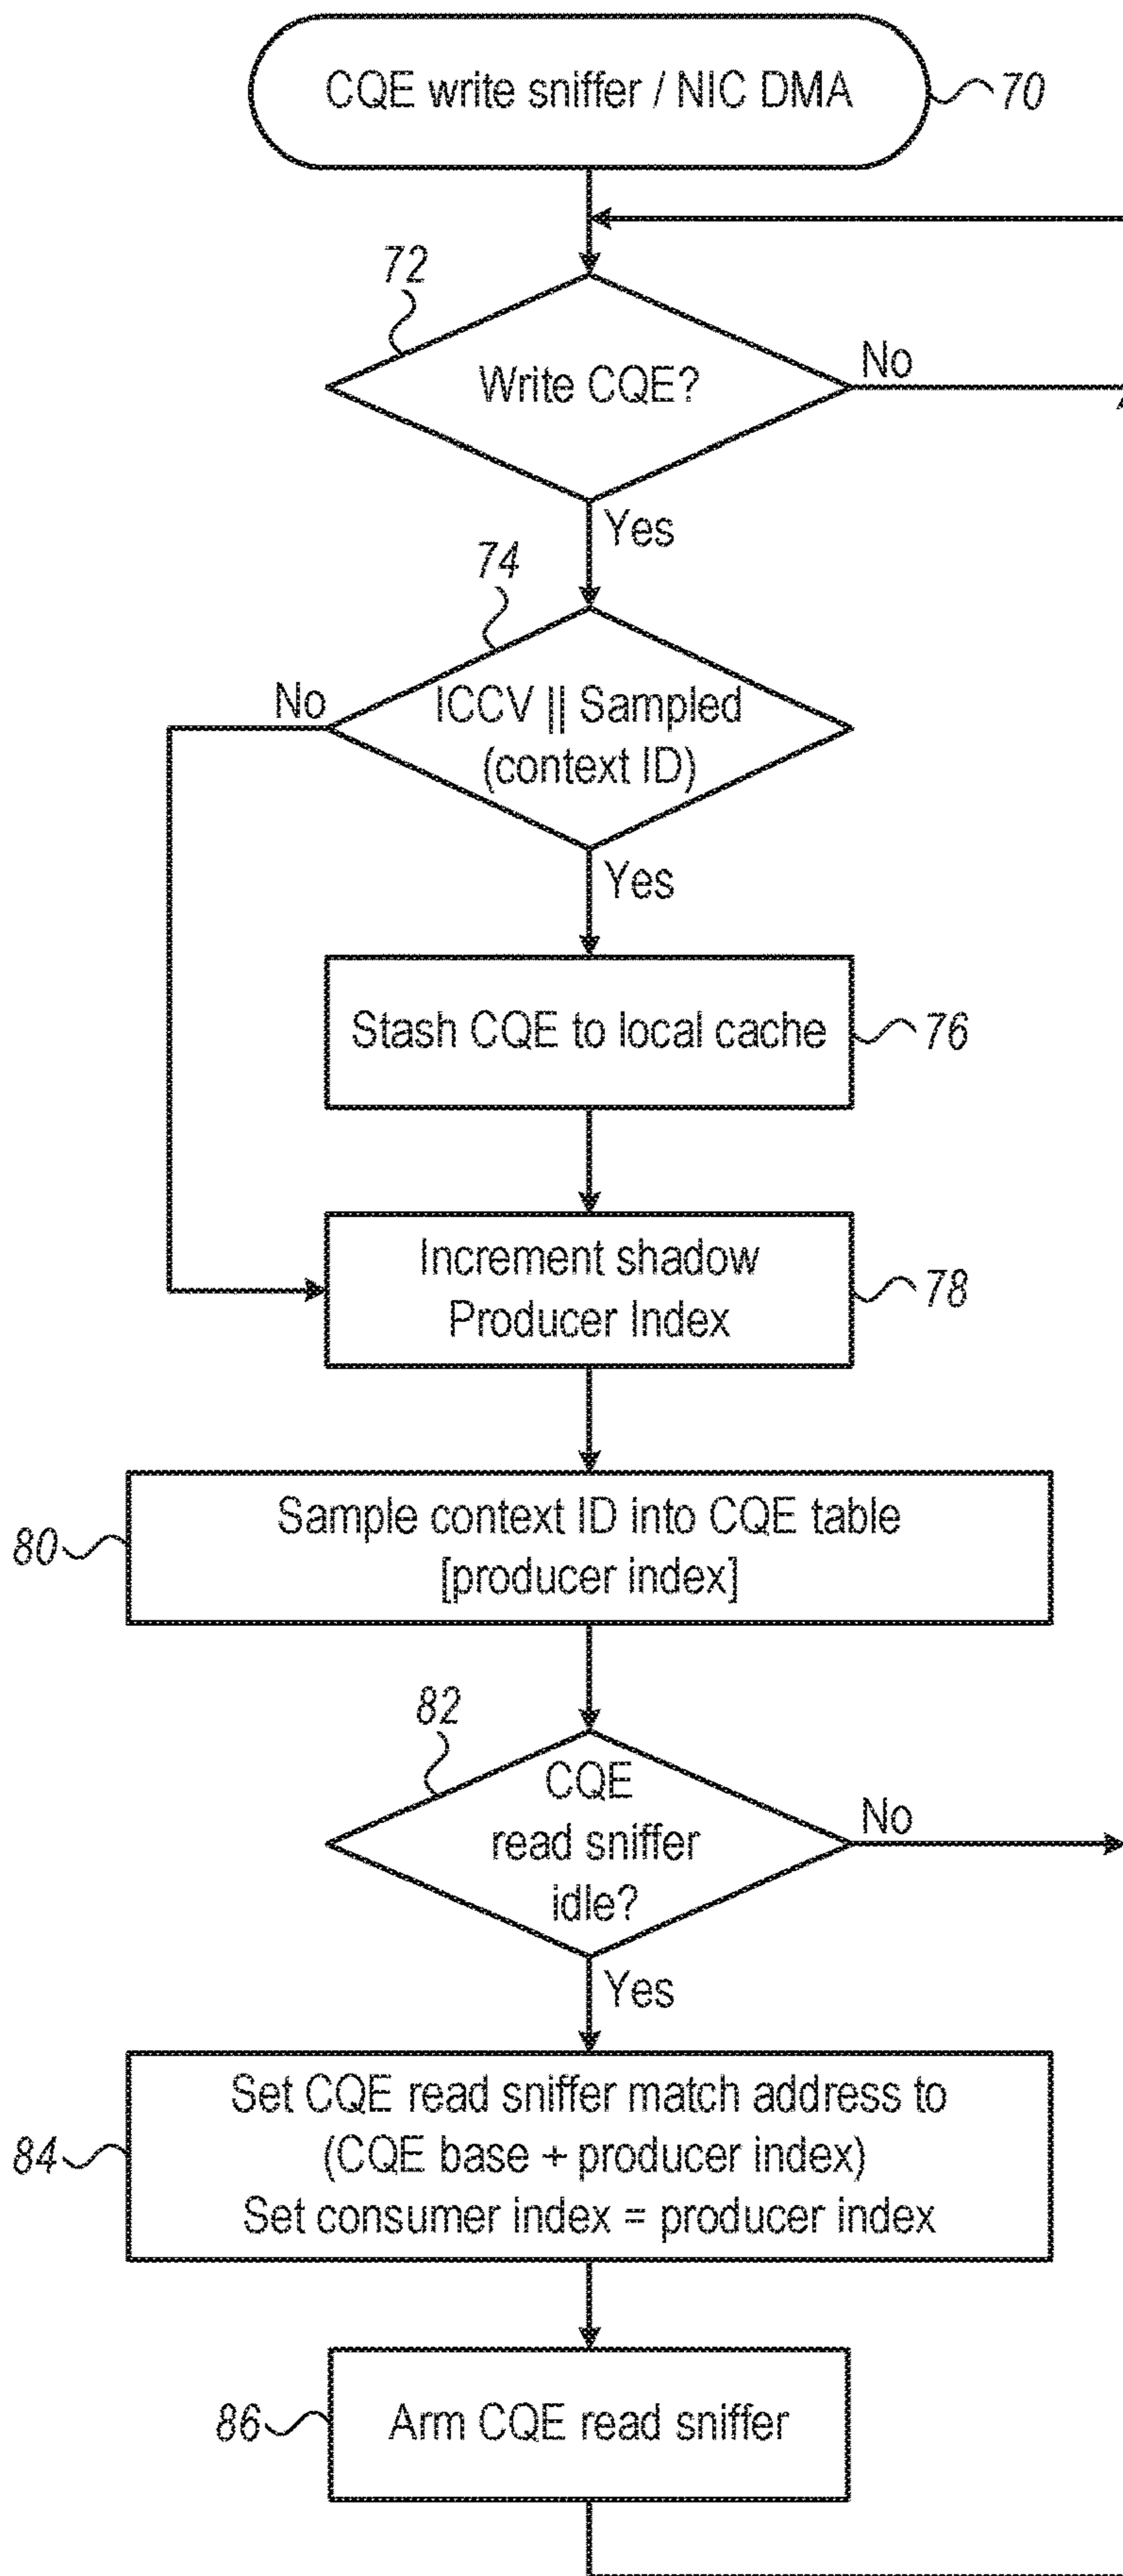 CQE write sniffer / NIC DMA
70
72
Write CQE?
No
Yes
74
No
ICCV || Sampled
(context ID)
Yes
Stash CQE to local cache
76
Increment shadow
Producer Index
78
Sample context ID into CQE table
[producer index]
80
82
CQE
read sniffer
idle?
No
Yes
Set CQE read sniffer match address to
(CQE base + producer index)
Set consumer index = producer index
84
Arm CQE read sniffer
86